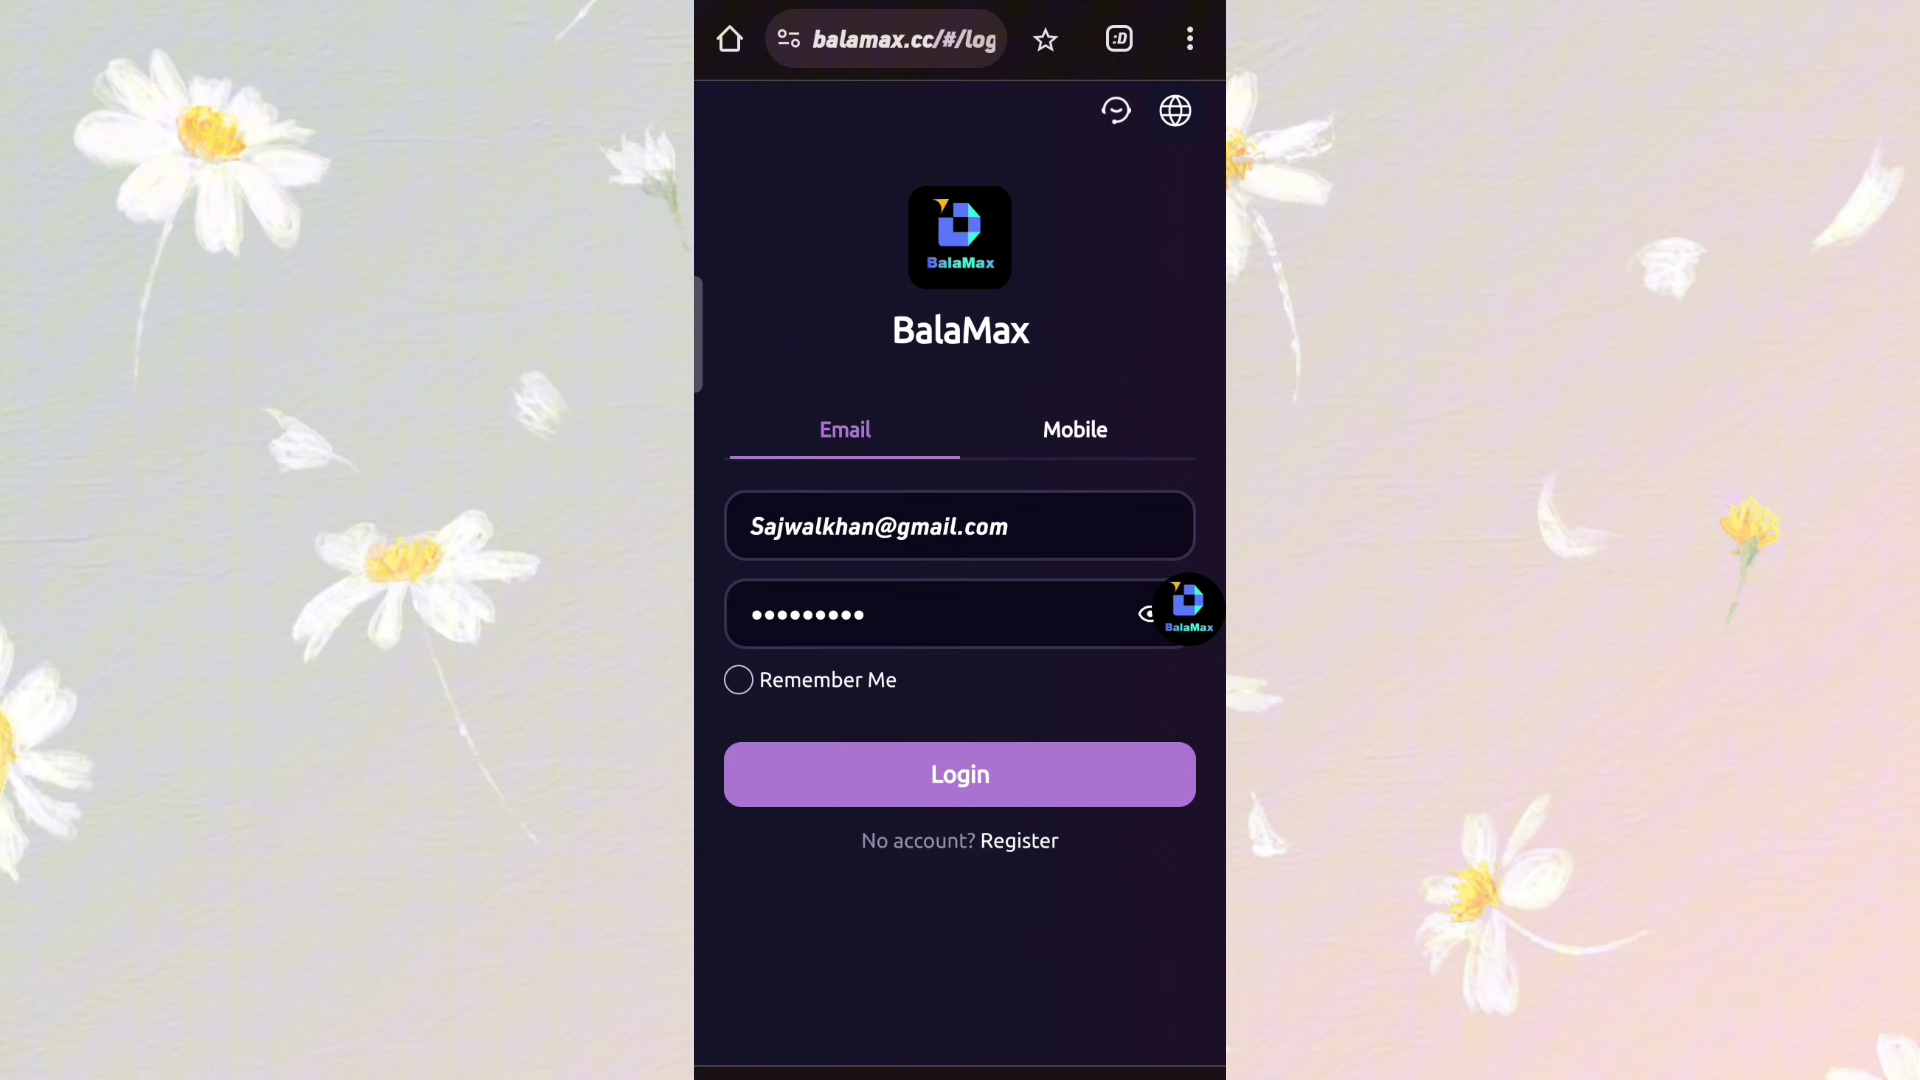 balamax.cc/#/log
:D
BalaMax
BalaMax
Email
Mobile
Sajwalkhan@gmail.com
BalaMax
Remember Me
Login
No account? Register